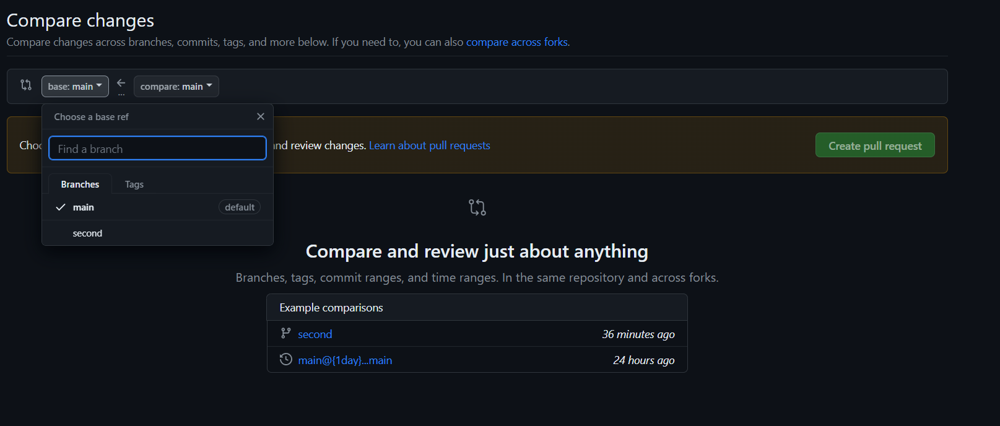 Compare changes
Compare changes across branches, commits, tags, and more below. If you need to, you can also compare across forks.
base: main
...
compare: main
Choose a base ref
Find a branch
nd review changes. Learn about pull requests
Create pull request
Branches
Tags
main
default
second
Compare and review just about anything
Branches, tags, commit ranges, and time ranges. In the same repository and across forks.
Example comparisons
second
36 minutes ago
main@{1day}...main
24 hours ago